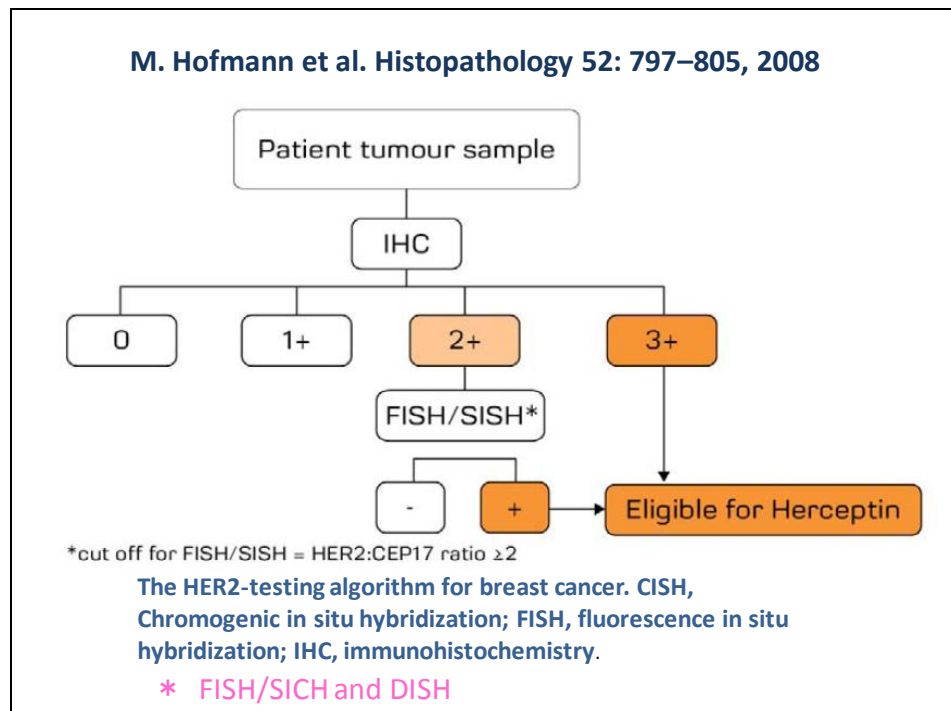 M. Hofmann et al. Histopathology 52: 797–805, 2008
Patient tumour sample
IHC
0 1+ 2+ 3+
FISH/SISH*
- + Eligible for Herceptin
*cut off for FISH/SISH = HER2:CEP17 ratio ≥2
The HER2-testing algorithm for breast cancer. CISH,
Chromogenic in situ hybridization; FISH, fluorescence in situ
hybridization; IHC, immunohistochemistry.
* FISH/SICH and DISH